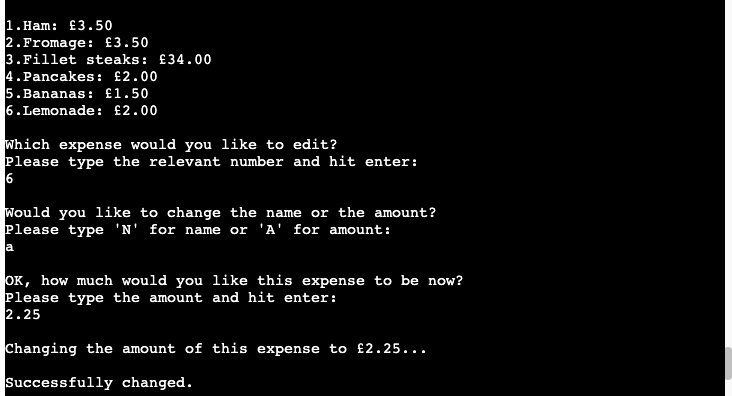 1.Ham: £3.50
2.Fromage: £3.50
3.Fillet steaks: £34.00
4.Pancakes: £2.00
5.Bananas: £1.50
6.Lemonade: £2.00
Which expense would you like to edit?
Please type the relevant number and hit enter:
6
Would you like to change the name or the amount?
Please type 'N' for name or 'A' for amount:
a
OK, how much would you like this expense to be now?
Please type the amount and hit enter:
2.25
Changing the amount of this expense to £2.25...
Successfully changed.